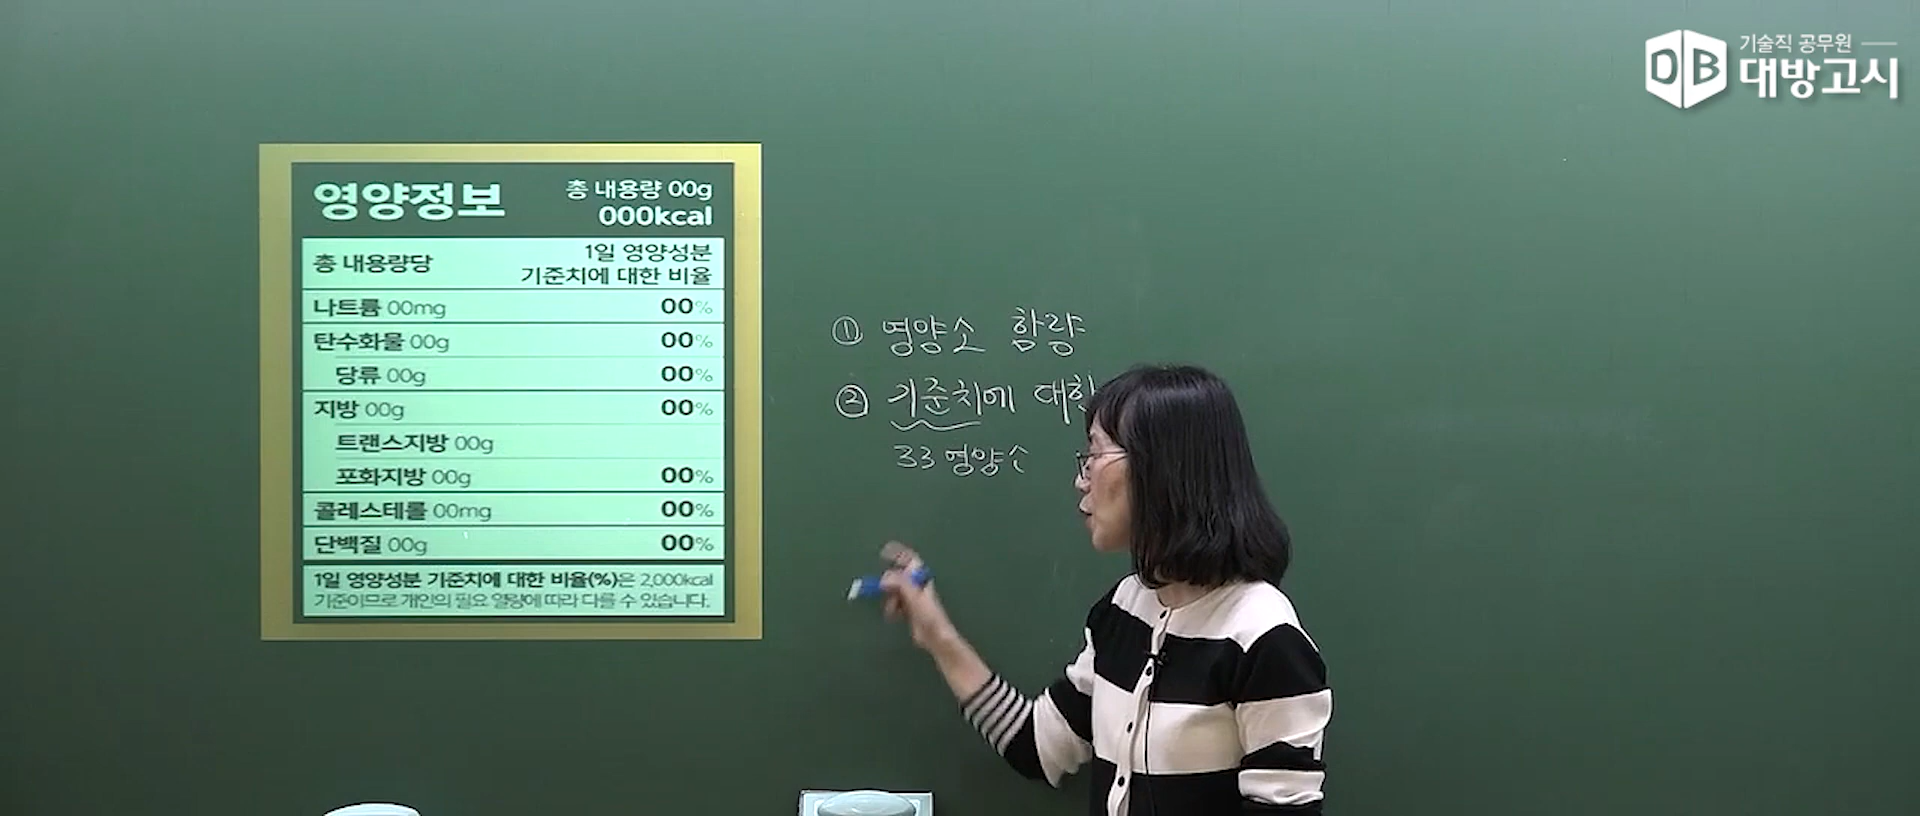 기술직 공무원
DB 대방고시
영양정보
총 내용량 00g
000kcal
총 내용량당
1일 영양성분
기준치에 대한 비율
나트륨 00mg 00%
탄수화물 00g 00%
당류 00g 00%
지방 00g 00%
트랜스지방 00g
포화지방 00g 00%
콜레스테롤 00mg 00%
단백질 00g 00%
1일 영양성분 기준치에 대한 비율(%)은 2,000kcal
기준이므로 개인의 필요 열량에 따라 다를 수 있습니다.
① 영양소 함량
② 기준치에 대한
33 영양소